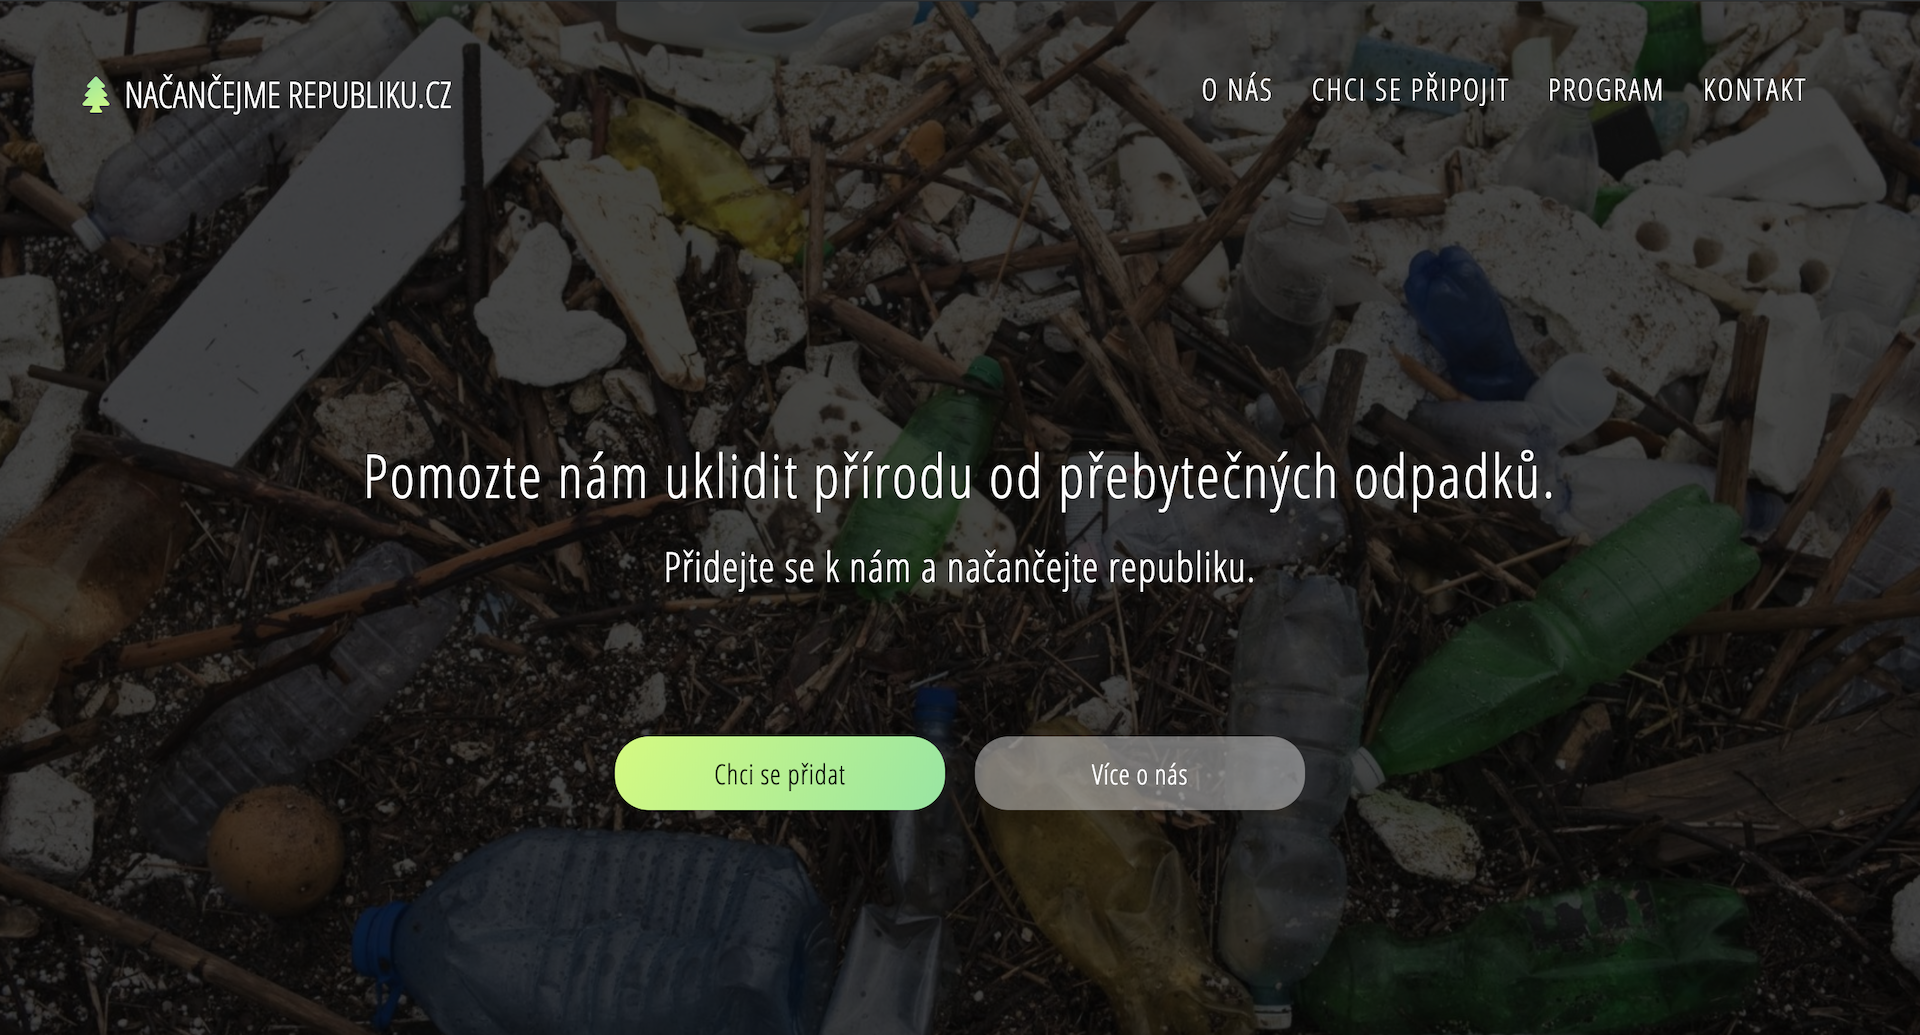 NAČANČEJME REPUBLIKU.CZ
O NÁS
CHCI SE PŘIPOJIT
PROGRAM
KONTAKT
Pomozte nám uklidit přírodu od přebytečných odpadků.
Přidejte se k nám a načančejte republiku.
Chci se přidat
Více o nás